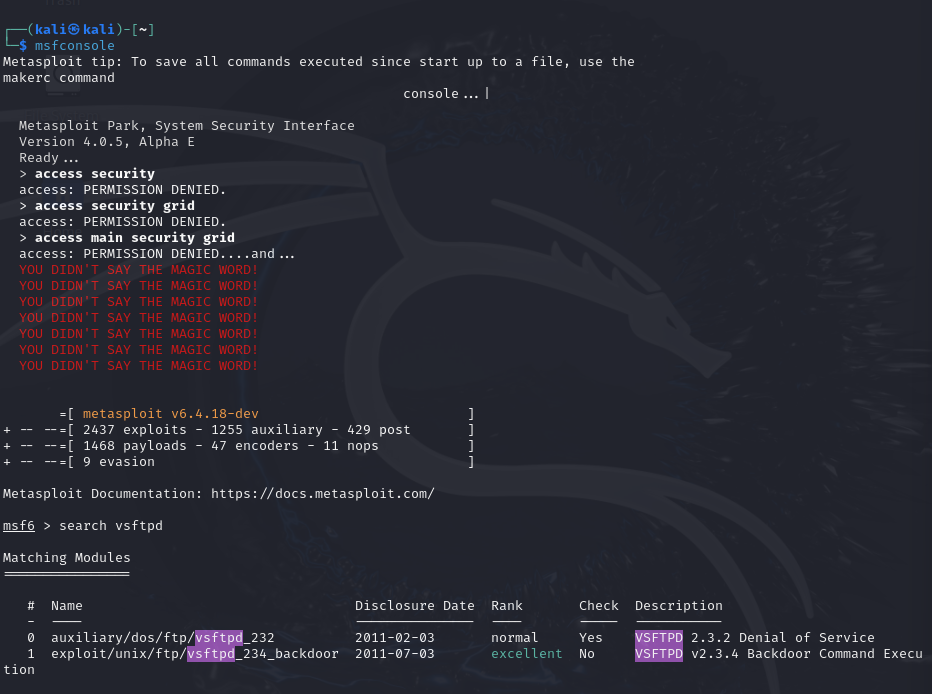 ┌──(kali㉿kali)-[~]
└─$ msfconsole
Metasploit tip: To save all commands executed since start up to a file, use the
makerc command
console...|
Metasploit Park, System Security Interface
Version 4.0.5, Alpha E
Ready...
> access security
access: PERMISSION DENIED.
> access security grid
access: PERMISSION DENIED.
> access main security grid
access: PERMISSION DENIED....and...
YOU DIDN'T SAY THE MAGIC WORD!
YOU DIDN'T SAY THE MAGIC WORD!
YOU DIDN'T SAY THE MAGIC WORD!
YOU DIDN'T SAY THE MAGIC WORD!
YOU DIDN'T SAY THE MAGIC WORD!
YOU DIDN'T SAY THE MAGIC WORD!
YOU DIDN'T SAY THE MAGIC WORD!
=[ metasploit v6.4.18-dev ]
+ -- --=[ 2437 exploits - 1255 auxiliary - 429 post ]
+ -- --=[ 1468 payloads - 47 encoders - 11 nops ]
+ -- --=[ 9 evasion ]
Metasploit Documentation: https://docs.metasploit.com/
msf6 > search vsftpd
Matching Modules
================
# Name Disclosure Date Rank Check Description
- ---- --------------- ---- ----- -----------
0 auxiliary/dos/ftp/vsftpd_232 2011-02-03 normal Yes VSFTPD 2.3.2 Denial of Service
1 exploit/unix/ftp/vsftpd_234_backdoor 2011-07-03 excellent No VSFTPD v2.3.4 Backdoor Command Execu
tion